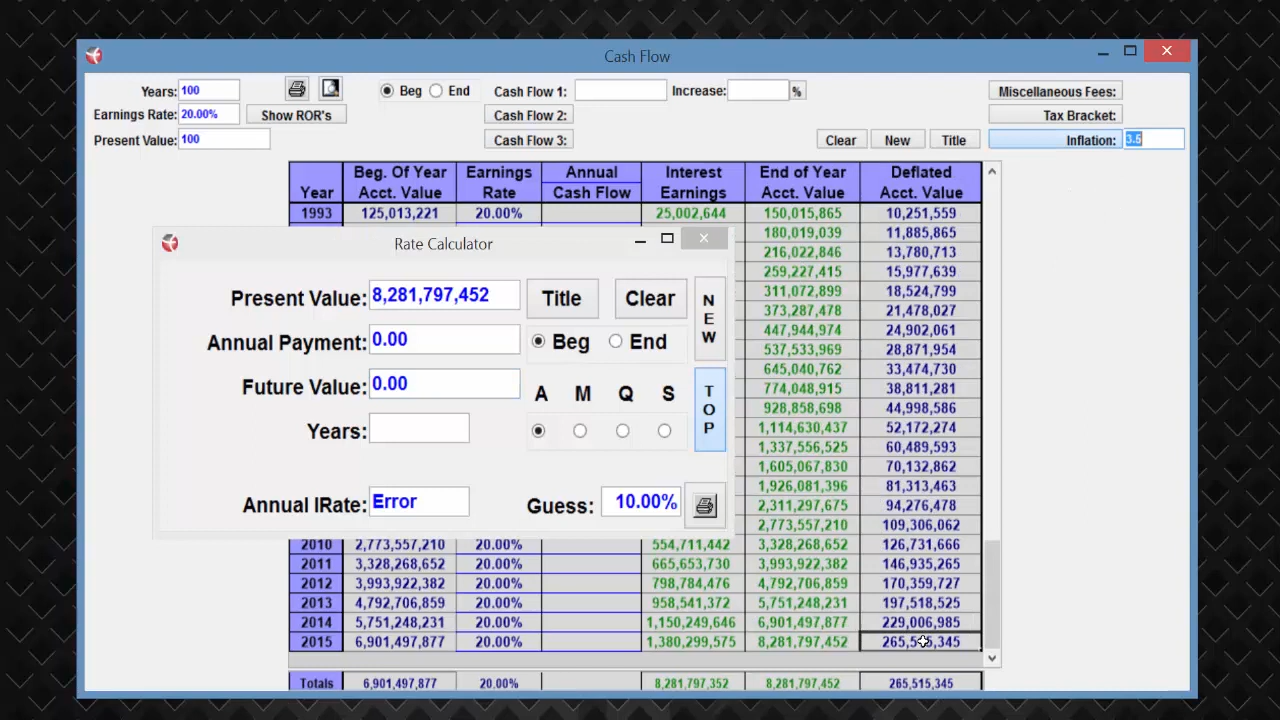 Cash Flow
Years: 100 Beg End Cash Flow 1: Increase: % Miscellaneous Fees:
Earnings Rate: 20.00% Show ROR's Cash Flow 2: Tax Bracket:
Present Value: 100 Cash Flow 3: Clear New Title Inflation: 3.5
Beg. Of Year Earnings Annual Interest End of Year Deflated
Year Acct. Value Rate Cash Flow Earnings Acct. Value Acct. Value
1993 125,013,221 20.00% 25,002,644 150,015,865 10,251,559
180,019,039 11,885,865
216,022,846 13,780,713
259,227,415 15,977,639
311,072,899 18,524,799
373,287,478 21,478,027
447,944,974 24,902,061
537,533,969 28,871,954
645,040,762 33,474,730
774,048,915 38,811,281
928,858,698 44,998,586
1,114,630,437 52,172,274
1,337,556,525 60,489,593
1,605,067,830 70,132,862
1,926,081,396 81,313,463
2,311,297,675 94,276,478
2,773,557,210 109,306,062
Rate Calculator
Present Value: 8,281,797,452 Title Clear NEW
Annual Payment: 0.00 Beg End
Future Value: 0.00 A M Q S TOP
Years:
Annual IRate: Error Guess: 10.00%
2010 2,773,557,210 20.00% 554,711,442 3,328,268,652 126,731,666
2011 3,328,268,652 20.00% 665,653,730 3,993,922,382 146,935,265
2012 3,993,922,382 20.00% 798,784,476 4,792,706,859 170,359,727
2013 4,792,706,859 20.00% 958,541,372 5,751,248,231 197,518,525
2014 5,751,248,231 20.00% 1,150,249,646 6,901,497,877 229,006,985
2015 6,901,497,877 20.00% 1,380,299,575 8,281,797,452 265,515,345
Totals 6,901,497,877 20.00% 8,281,797,352 8,281,797,452 265,515,345